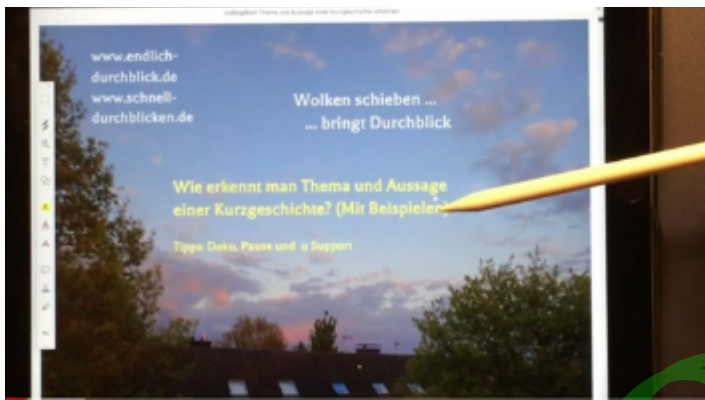 www.endlich-
durchblick.de
www.schnell-
durchblicken.de
Wolken schieben ...
.... bringt Durchblick
Wie erkennt man Thema und Aussage
einer Kurzgeschichte? (Mit Beispielen)
Tipps: Doku, Pause und u Support